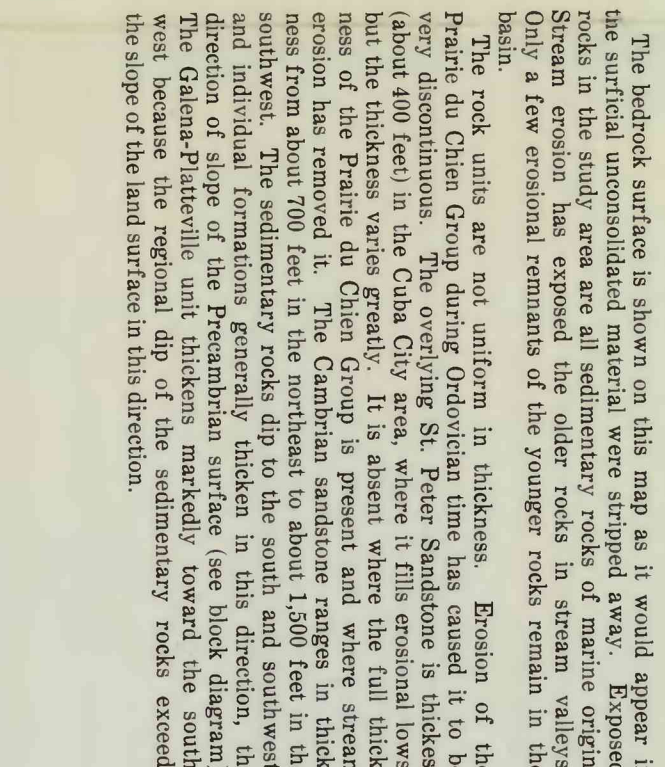 The bedrock surface is shown on this map as it would appear i
the surficial unconsolidated material were stripped away. Exposed
rocks in the study area are all sedimentary rocks of marine origin
Stream erosion has exposed the older rocks in stream valleys
Only a few erosional remnants of the younger rocks remain in the
basin.
The rock units are not uniform in thickness. Erosion of the
Prairie du Chien Group during Ordovician time has caused it to b
very discontinuous. The overlying St. Peter Sandstone is thickes
(about 400 feet) in the Cuba City area, where it fills erosional lows
but the thickness varies greatly. It is absent where the full thick
ness of the Prairie du Chien Group is present and where stream
erosion has removed it. The Cambrian sandstone ranges in thick
ness from about 700 feet in the northeast to about 1,500 feet in th
southwest. The sedimentary rocks dip to the south and southwest
and individual formations generally thicken in this direction, th
direction of slope of the Precambrian surface (see block diagram)
The Galena-Platteville unit thickens markedly toward the south
west because the regional dip of the sedimentary rocks exceed
the slope of the land surface in this direction.